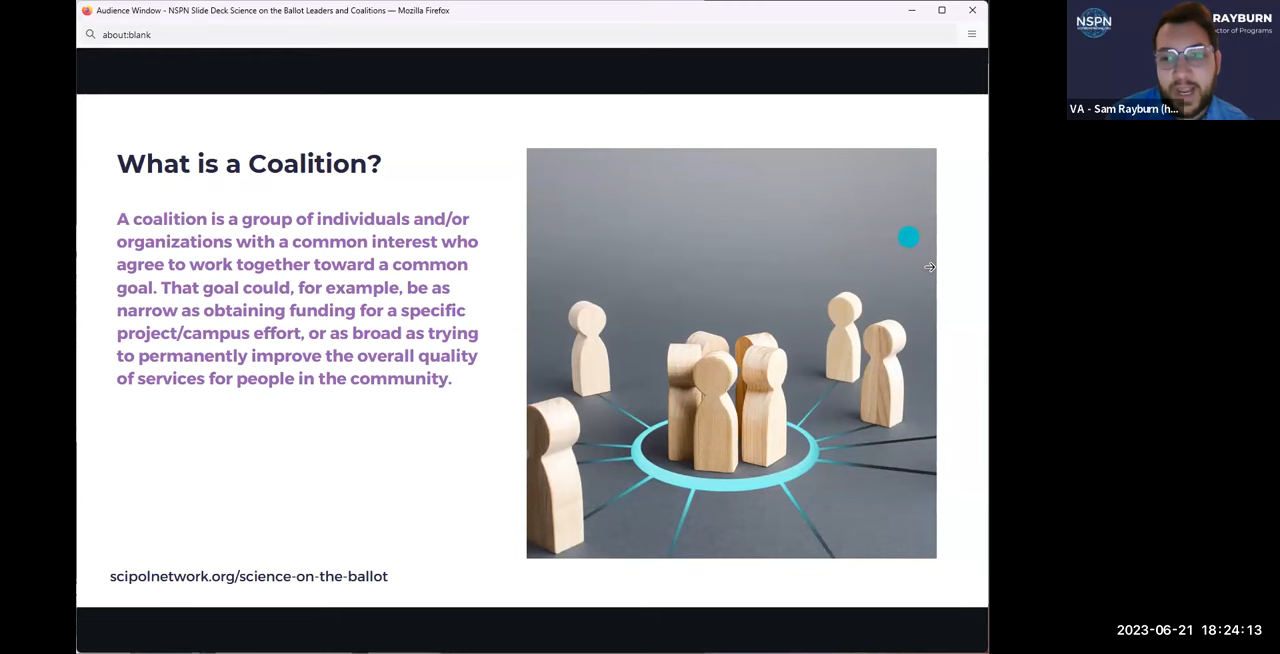 Audience Window - NSPN Slide Deck Science on the Ballot Leaders and Coalitions — Mozilla Firefox
about:blank
NSPN
RAYBURN
ctor of Programs
VA - Sam Rayburn (h...
What is a Coalition?
A coalition is a group of individuals and/or
organizations with a common interest who
agree to work together toward a common
goal. That goal could, for example, be as
narrow as obtaining funding for a specific
project/campus effort, or as broad as trying
to permanently improve the overall quality
of services for people in the community.
scipolnetwork.org/science-on-the-ballot
2023-06-21 18:24:13